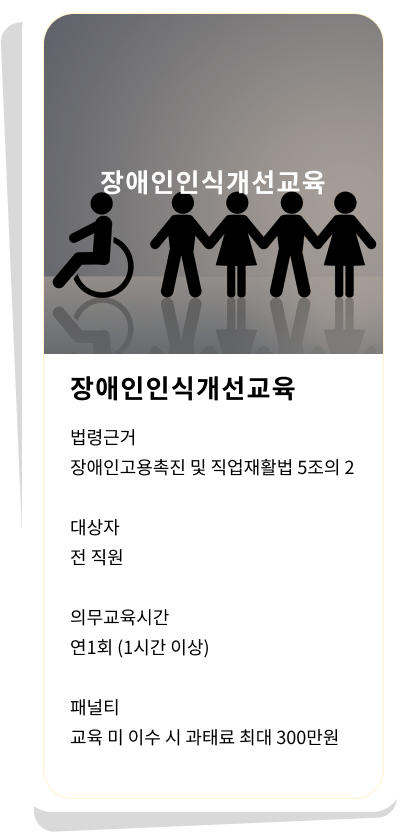 장애인인식개선교육
장애인인식개선교육
법령근거
장애인고용촉진 및 직업재활법 5조의 2
대상자
전 직원
의무교육시간
연1회 (1시간 이상)
패널티
교육 미 이수 시 과태료 최대 300만원